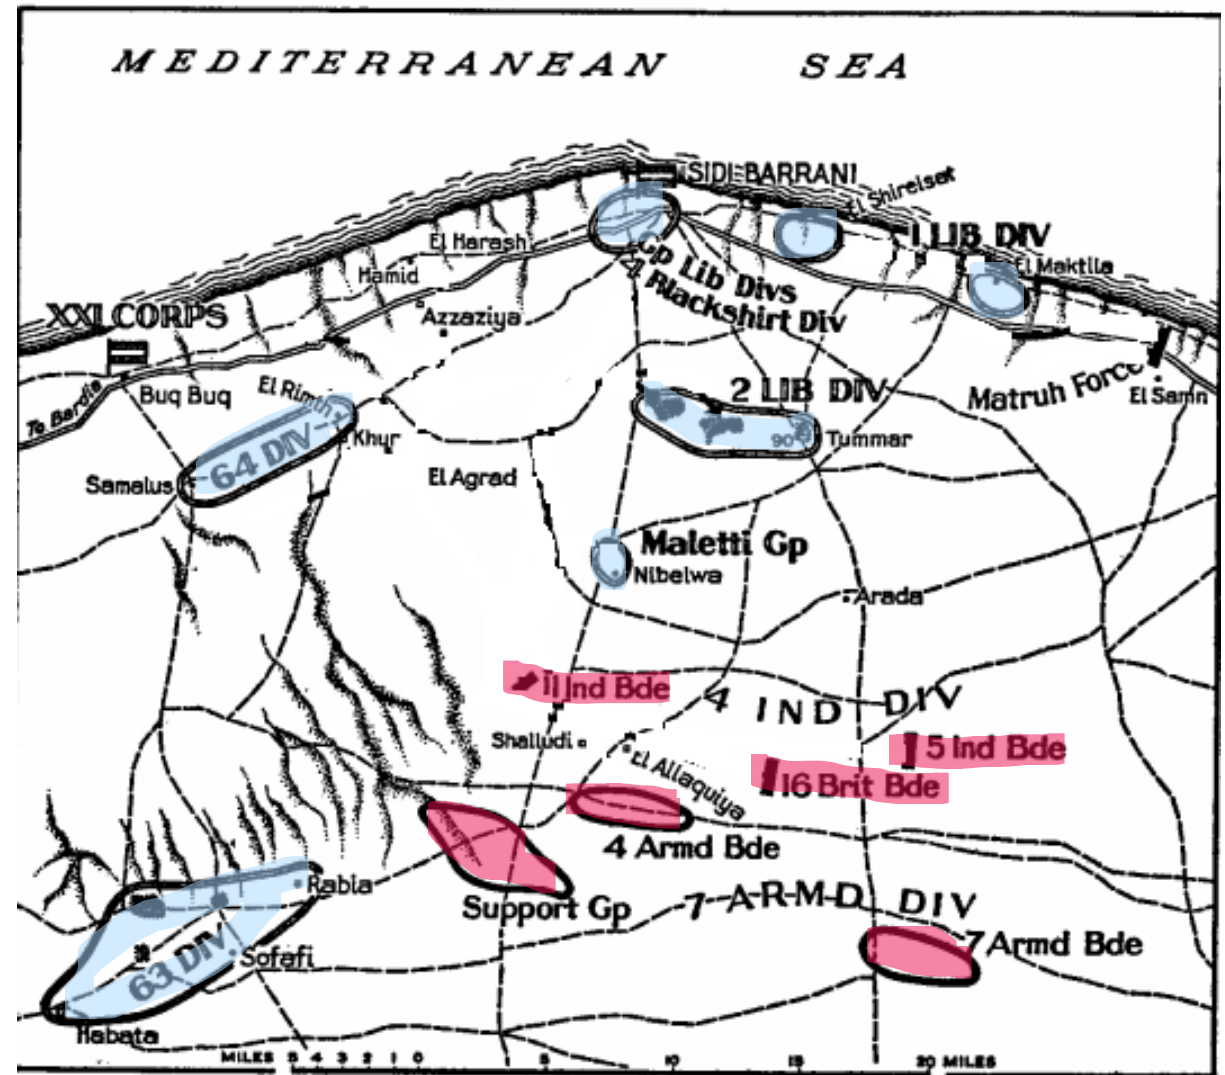 MEDITERRANEAN SEA
SIDI BARRANI
El Shireisat
1 LIB DIV
El Harash
El Maktila
Hamid
Gp Lib Divs
4 Blackshirt Div
XXI CORPS
Azzaziya
To Bardia
Buq Buq
El Rimth
2 LIB DIV
Matruh Force
El Samn
64 DIV
Khur
90
Tummar
Samalus
El Agrad
Maletti Gp
Nibeiwa
Arada
11 Ind Bde
4 IND DIV
Shalludi
El Allaquiya
5 Ind Bde
16 Brit Bde
4 Armd Bde
Rabia
Support Gp
7 ARMD DIV
63 DIV
Sofafi
7 Armd Bde
Habata
MILES 5 4 3 2 1 0 5 10 15 20 MILES